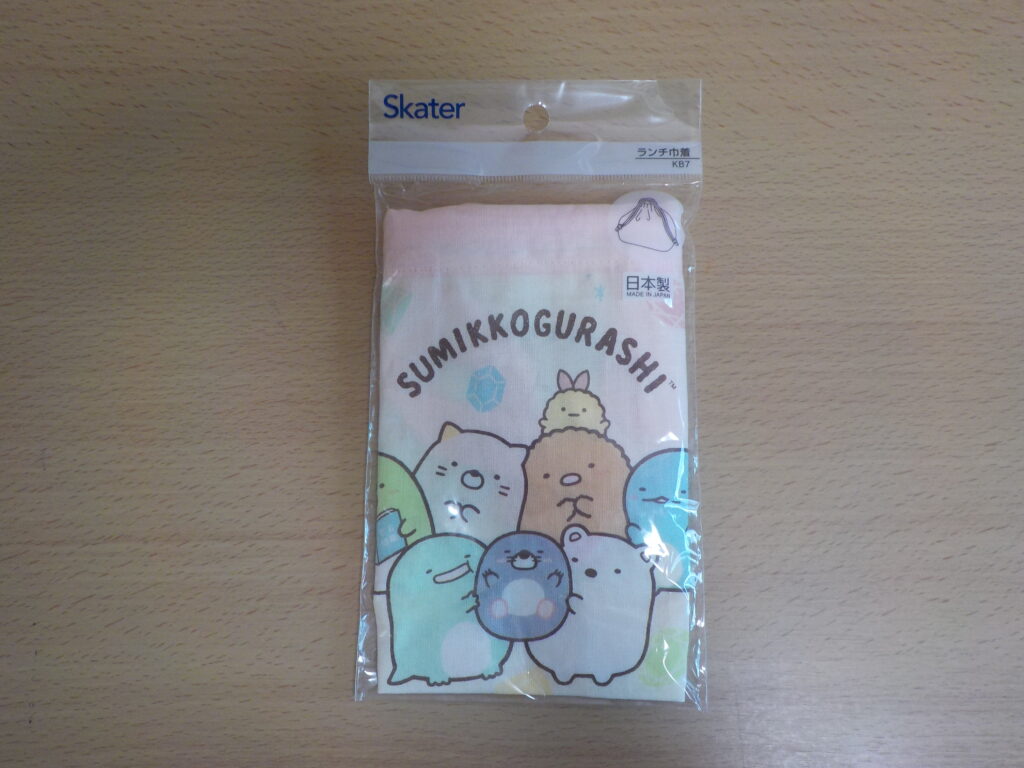 Skater
ランチ巾着
KB7
日本製
MADE IN JAPAN
SUMIKKOGURASHI™